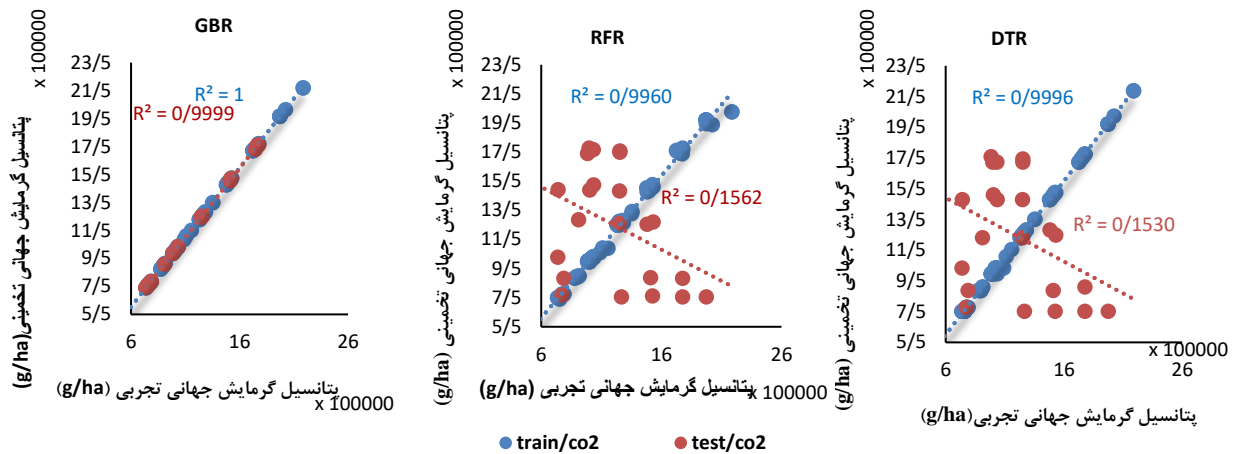 GBR
x 100000
23/5
21/5
19/5
17/5
15/5
13/5
11/5
9/5
7/5
5/5
R² = 1
R² = 0/9999
6
16
26
x 100000
پتانسیل گرمایش جهانی تخمینی (g/ha)
پتانسیل گرمایش جهانی تجربی (g/ha)
RFR
x 100000
23/5
21/5
19/5
17/5
15/5
13/5
11/5
9/5
7/5
5/5
R² = 0/9960
R² = 0/1562
6
16
26
x 100000
پتانسیل گرمایش جهانی تخمینی (g/ha)
پتانسیل گرمایش جهانی تجربی (g/ha)
DTR
x 100000
23/5
21/5
19/5
17/5
15/5
13/5
11/5
9/5
7/5
5/5
R² = 0/9996
R² = 0/1530
6
16
26
x 100000
پتانسیل گرمایش جهانی تخمینی (g/ha)
پتانسیل گرمایش جهانی تجربی (g/ha)
train/co2
test/co2